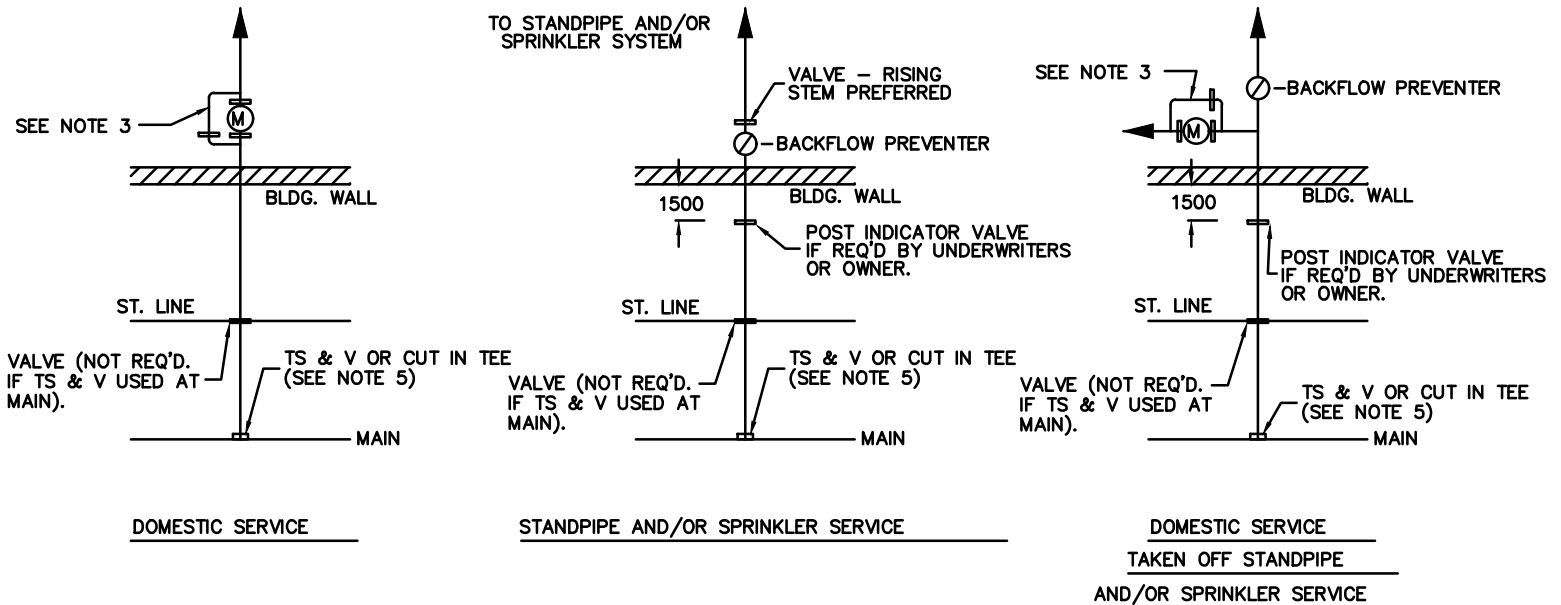 SEE NOTE 3
M
BLDG. WALL
ST. LINE
VALVE (NOT REQ'D.
IF TS & V USED AT
MAIN).
TS & V OR CUT IN TEE
(SEE NOTE 5)
MAIN
DOMESTIC SERVICE
TO STANDPIPE AND/OR
SPRINKLER SYSTEM
VALVE - RISING
STEM PREFERRED
BACKFLOW PREVENTER
BLDG. WALL
1500
POST INDICATOR VALVE
IF REQ'D BY UNDERWRITERS
OR OWNER.
ST. LINE
VALVE (NOT REQ'D.
IF TS & V USED AT
MAIN).
TS & V OR CUT IN TEE
(SEE NOTE 5)
MAIN
STANDPIPE AND/OR SPRINKLER SERVICE
SEE NOTE 3
M
BACKFLOW PREVENTER
BLDG. WALL
1500
POST INDICATOR VALVE
IF REQ'D BY UNDERWRITERS
OR OWNER.
ST. LINE
VALVE (NOT REQ'D.
IF TS & V USED AT
MAIN).
TS & V OR CUT IN TEE
(SEE NOTE 5)
MAIN
DOMESTIC SERVICE
TAKEN OFF STANDPIPE
AND/OR SPRINKLER SERVICE